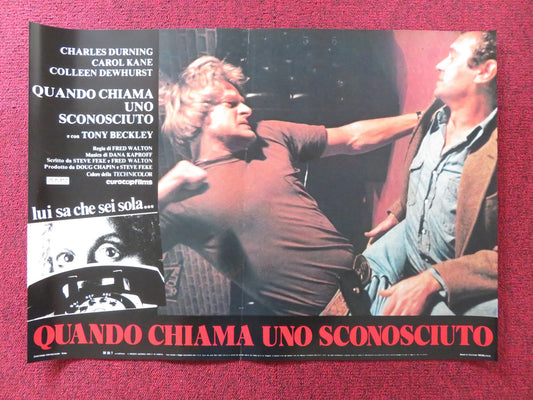 CHARLES DURNING
CAROL KANE
COLLEEN DEWHURST
QUANDO CHIAMA
UNO
SCONOSCIUTO
e con TONY BECKLEY
Regia di FRED WALTON
Musica di DANA KAPROFF
Scritto da STEVE FEKE e FRED WALTON
Prodotto da DOUG CHAPIN e STEVE FEKE
Colore della TECHNICOLOR
eurocopfilms
lui sa che sei sola...
QUANDO CHIAMA UNO SCONOSCIUTO